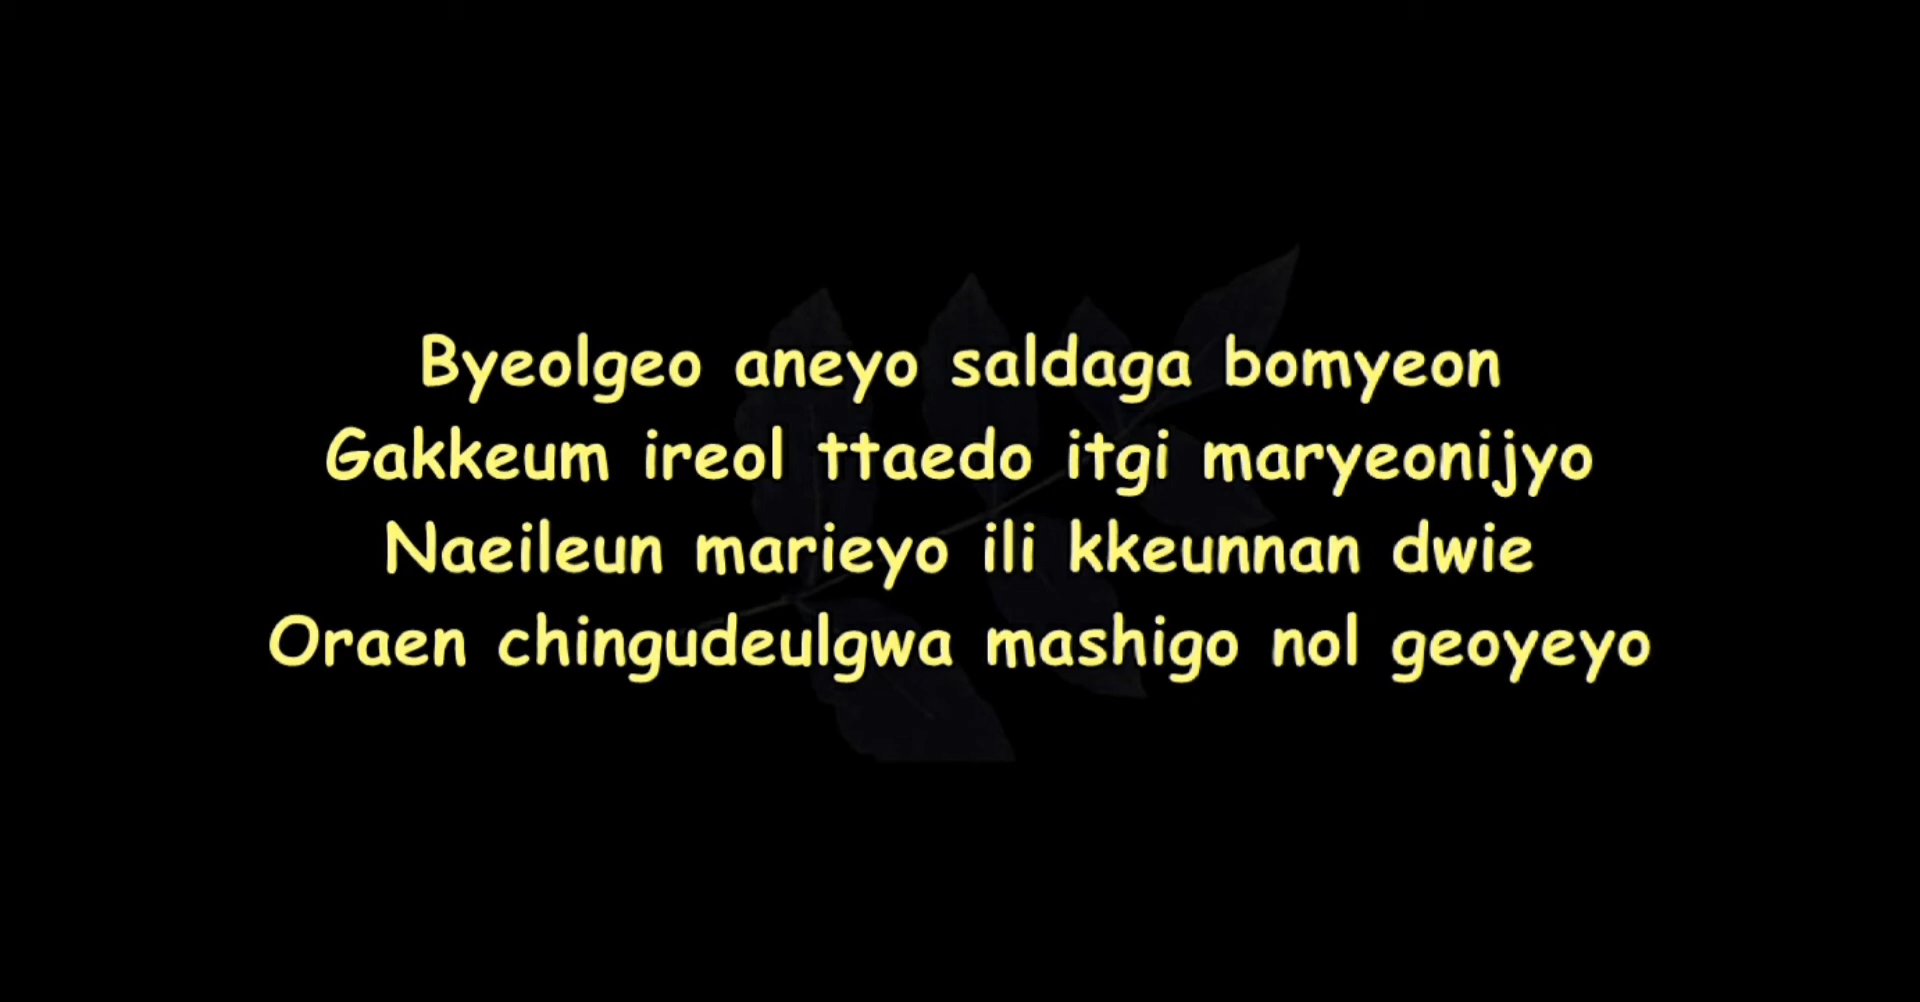 Byeolgeo aneyo saldaga bomyeon
Gakkeum ireol ttaedo itgi maryeonijyo
Naeileun marieyo ili kkeunnan dwie
Oraen chingudeulgwa mashigo nol geoyeyo